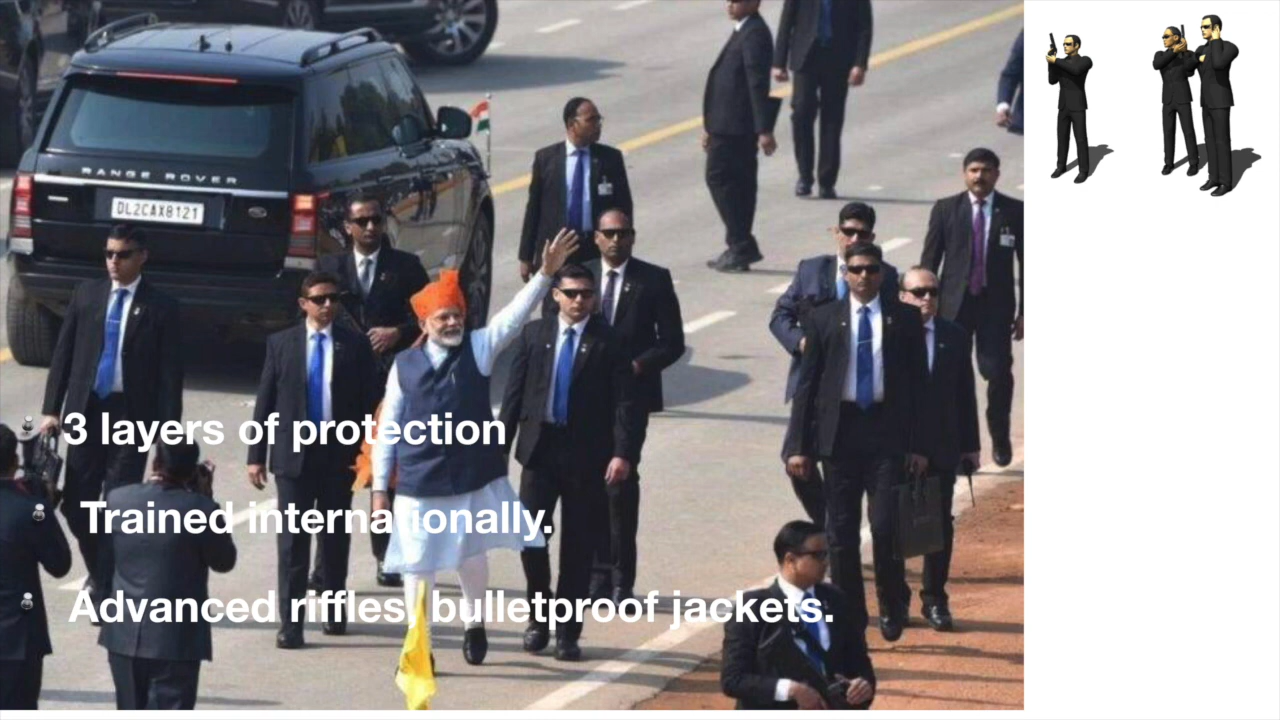 RANGE ROVER
DL2CAX8121
3 layers of protection
Trained internationally.
Advanced riffles, bulletproof jackets.